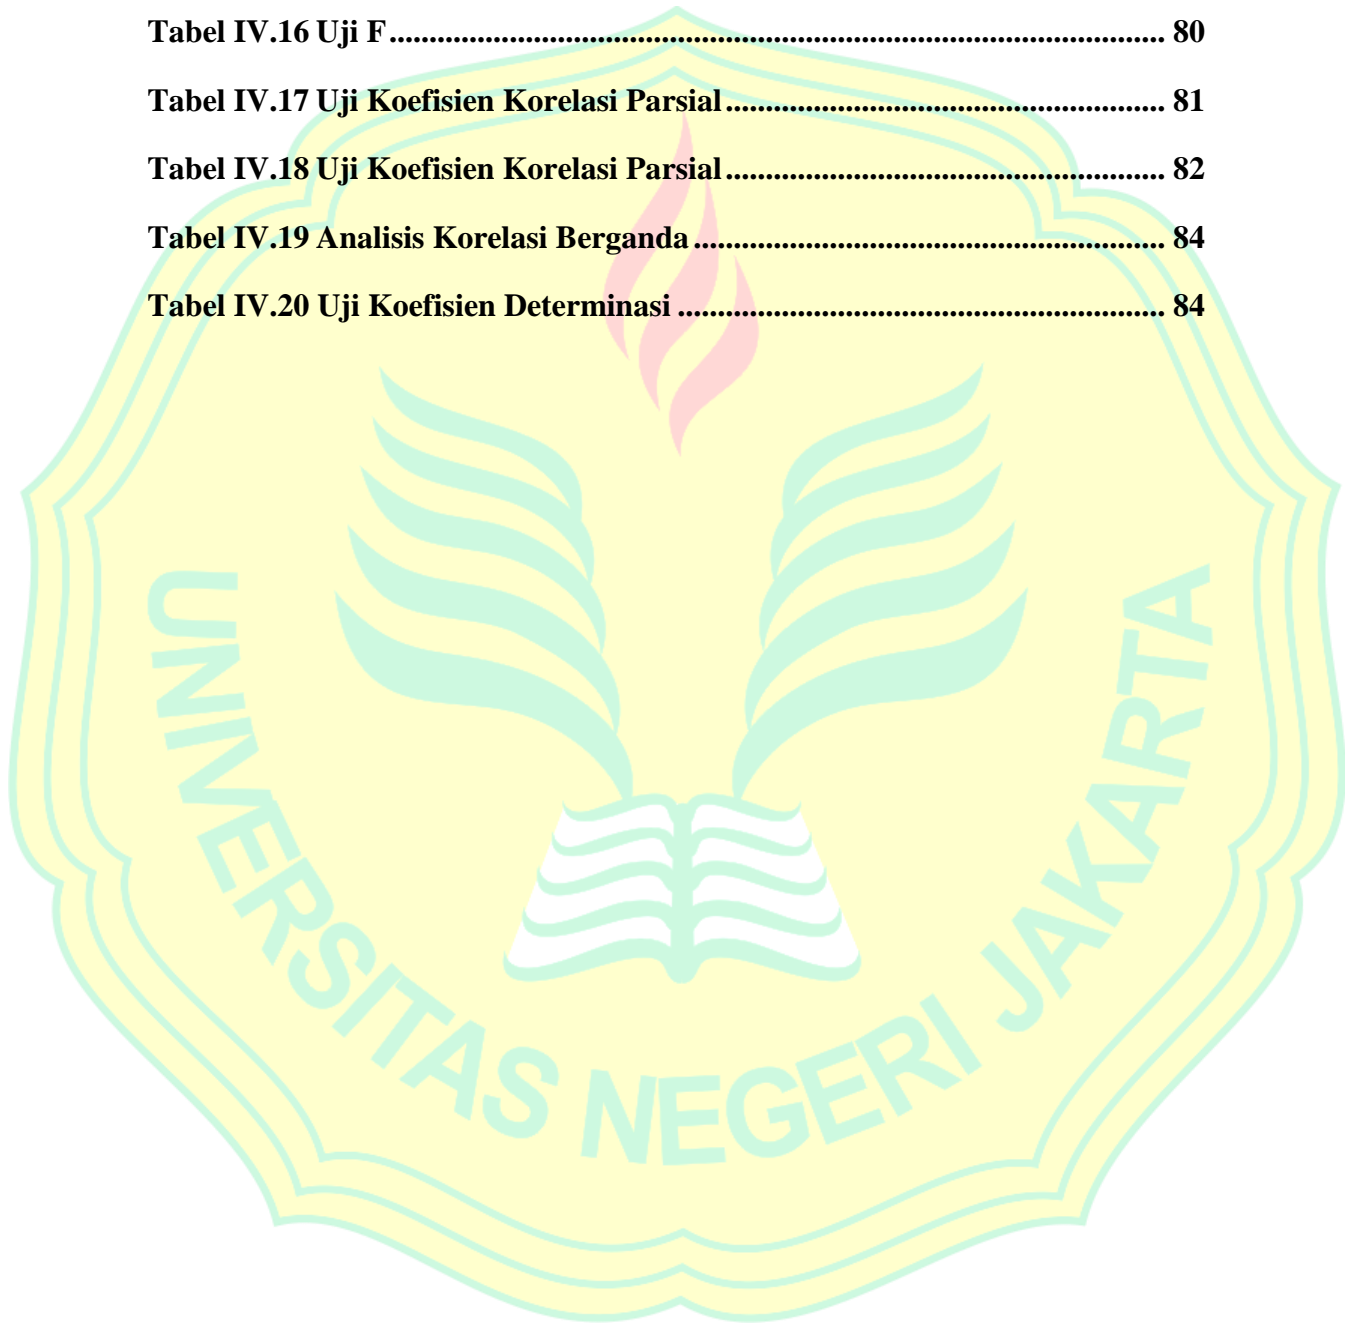 Tabel IV.16 Uji F................................................................................................. 80
Tabel IV.17 Uji Koefisien Korelasi Parsial....................................................... 81
Tabel IV.18 Uji Koefisien Korelasi Parsial....................................................... 82
Tabel IV.19 Analisis Korelasi Berganda........................................................... 84
Tabel IV.20 Uji Koefisien Determinasi ............................................................. 84
UNIVERSITAS NEGERI JAKARTA